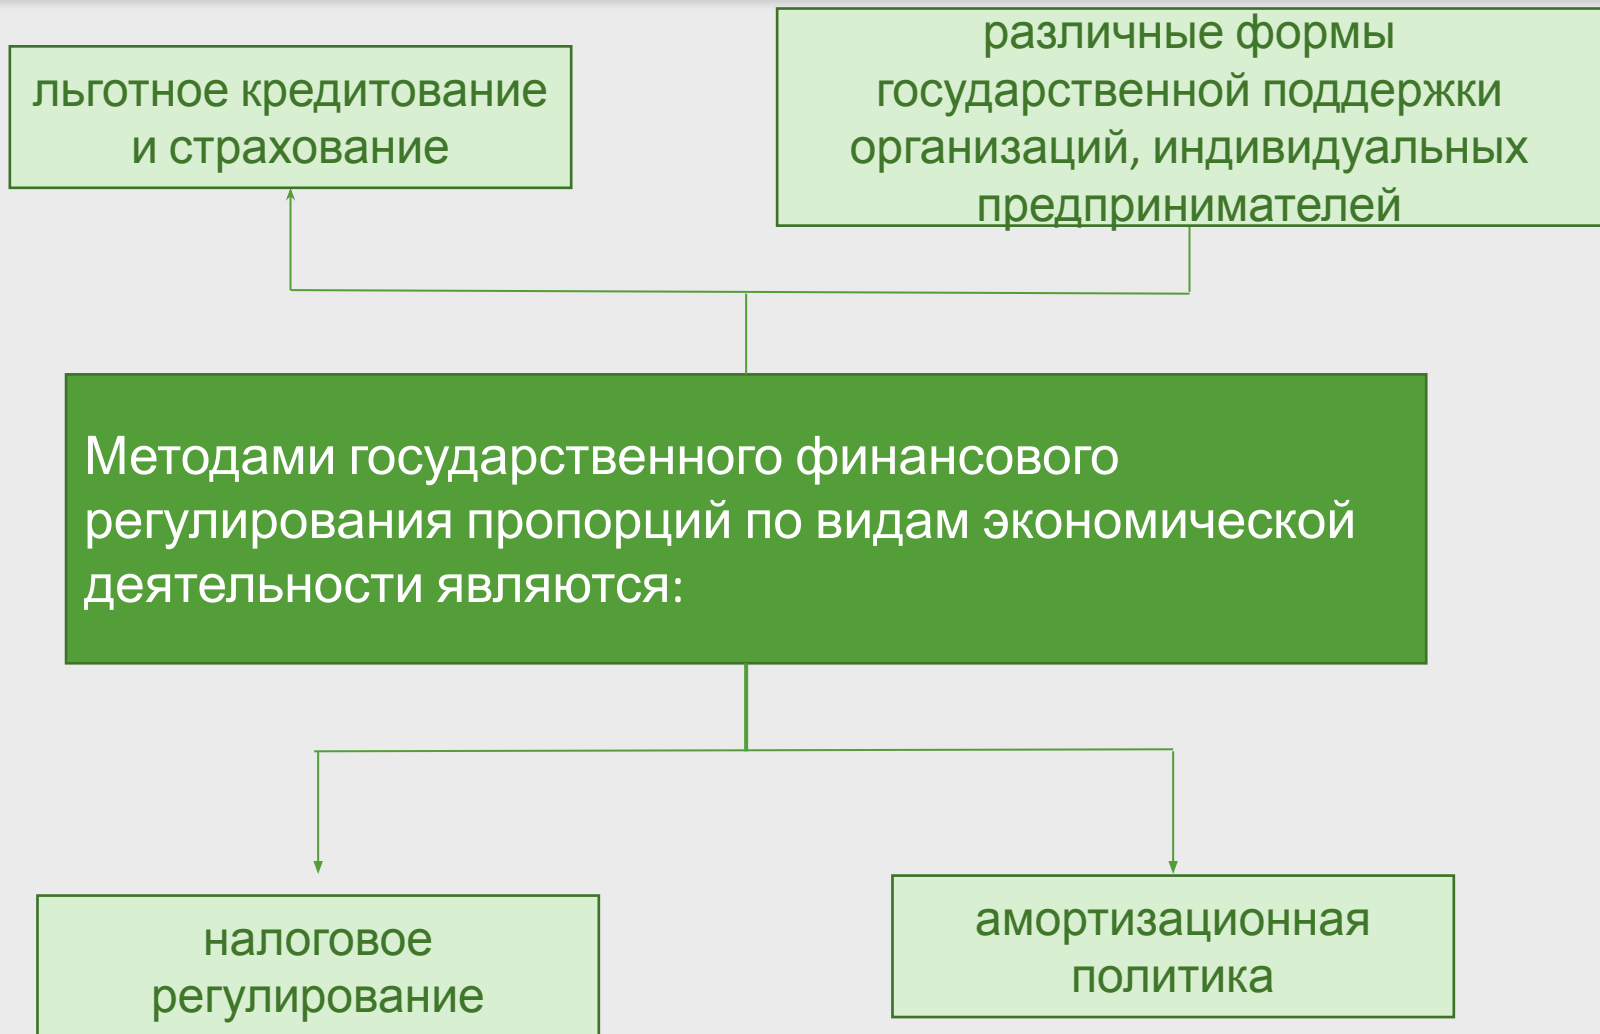 льготное кредитование
и страхование
различные формы
государственной поддержки
организаций, индивидуальных
предпринимателей
Методами государственного финансового
регулирования пропорций по видам экономической
деятельности являются:
налоговое
регулирование
амортизационная
политика